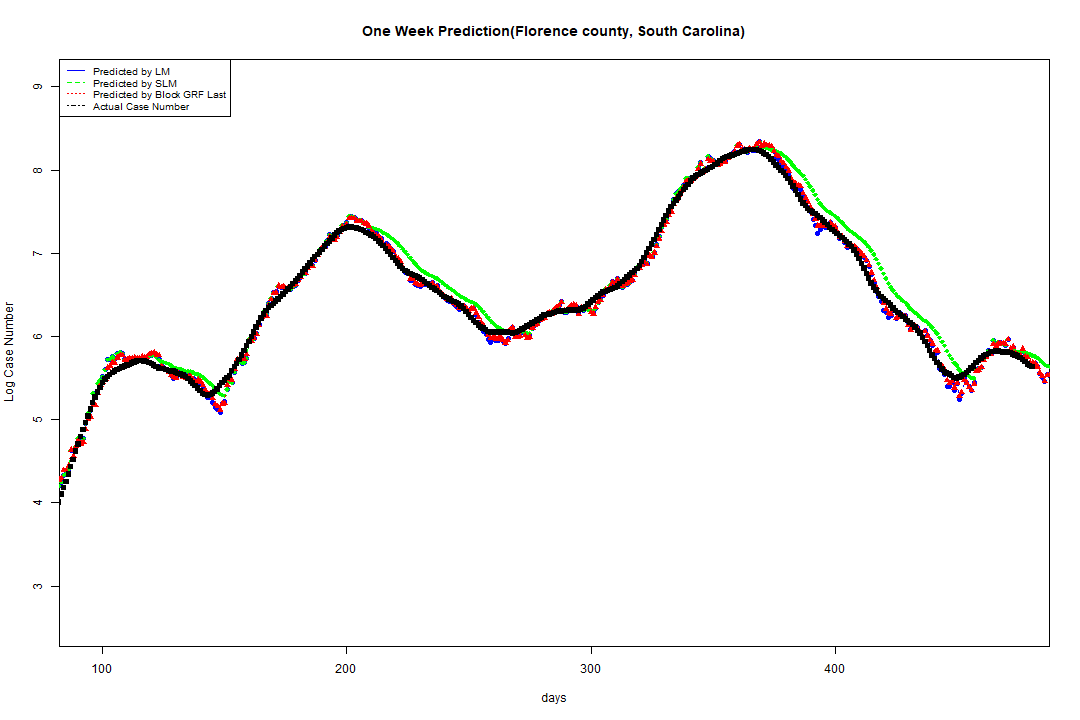 One Week Prediction(Florence county, South Carolina)
Predicted by LM
Predicted by SLM
Predicted by Block GRF Last
Actual Case Number
Log Case Number
9
8
7
6
5
4
3
100 200 300 400
days